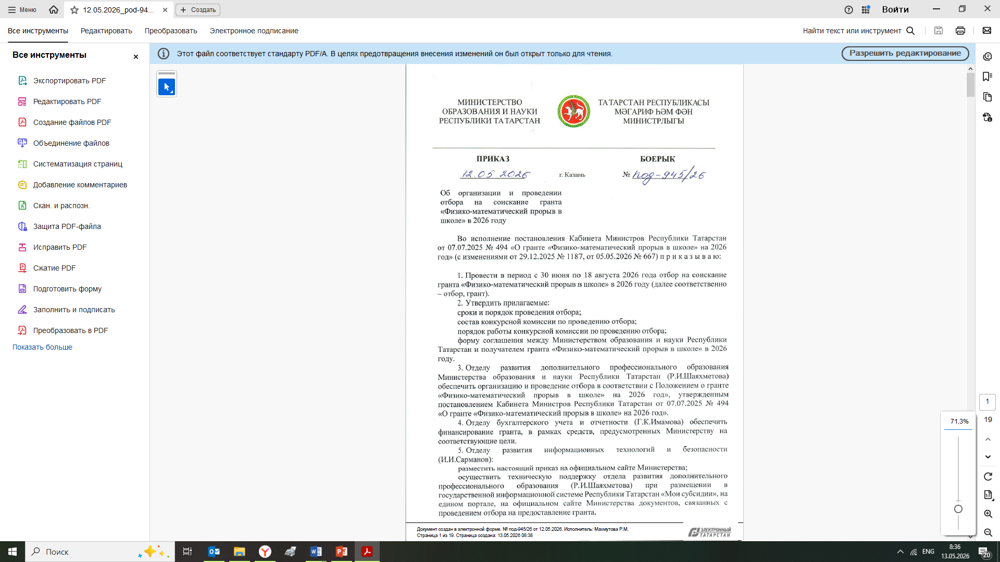 Меню
12.05.2026_pod-94...
Создать
Войти
Все инструменты
Редактировать
Преобразовать
Электронное подписание
Найти текст или инструмент
Все инструменты
Этот файл соответствует стандарту PDF/A. В целях предотвращения внесения изменений он был открыт только для чтения.
Разрешить редактирование
Экспортировать PDF
Редактировать PDF
Создание файлов PDF
Объединение файлов
Систематизация страниц
Добавление комментариев
Скан. и распозн.
Защита PDF-файла
Исправить PDF
Сжатие PDF
Подготовить форму
Заполнить и подписать
Преобразовать в PDF
Показать больше
МИНИСТЕРСТВО
ОБРАЗОВАНИЯ И НАУКИ
РЕСПУБЛИКИ ТАТАРСТАН
ТАТАРСТАН РЕСПУБЛИКАСЫ
МӘГАРИФ ҺӘМ ФӘН
МИНИСТРЛЫГЫ
ПРИКАЗ
БОЕРЫК
12.05.2026
г. Казань
№ под-945/26
Об организации и проведении
отбора на соискание гранта
«Физико-математический прорыв в
школе» в 2026 году
Во исполнение постановления Кабинета Министров Республики Татарстан
от 07.07.2025 № 494 «О гранте «Физико-математический прорыв в школе» на 2026
год» (с изменениями от 29.12.2025 № 1187, от 05.05.2026 № 667) п р и к а з ы в а ю:
1. Провести в период с 30 июня по 18 августа 2026 года отбор на соискание
гранта «Физико-математический прорыв в школе» в 2026 году (далее соответственно
– отбор, грант).
2. Утвердить прилагаемые:
сроки и порядок проведения отбора;
состав конкурсной комиссии по проведению отбора;
порядок работы конкурсной комиссии по проведению отбора;
форму соглашения между Министерством образования и науки Республики
Татарстан и получателем гранта «Физико-математический прорыв в школе» в 2026
году.
3. Отделу развития дополнительного профессионального образования
Министерства образования и науки Республики Татарстан (Р.И.Шаяхметова)
обеспечить организацию и проведение отбора в соответствии с Положением о гранте
«Физико-математический прорыв в школе» на 2026 год», утвержденным
постановлением Кабинета Министров Республики Татарстан от 07.07.2025 № 494
«О гранте «Физико-математический прорыв в школе» на 2026 год».
4. Отделу бухгалтерского учета и отчетности (Г.К.Имамова) обеспечить
финансирование гранта, в рамках средств, предусмотренных Министерству на
соответствующие цели.
5. Отделу развития информационных технологий и безопасности
(И.И.Сарманов):
разместить настоящий приказ на официальном сайте Министерства;
осуществить техническую поддержку отдела развития дополнительного
профессионального образования (Р.И.Шаяхметова) при размещении в
государственной информационной системе Республики Татарстан «Мои субсидии», на
едином портале, на официальном сайте Министерства документов, связанных с
проведением отбора на предоставление гранта.
Документ создан в электронной форме. № под-945/26 от 12.05.2026. Исполнитель: Махмутова Р.М.
Страница 1 из 19. Страница создана: 13.05.2026 08:38
ЭЛЕКТРОННЫЙ
ТАТАРСТАН
1
19
71,3%
Поиск
ENG
8:36
13.05.2026
20